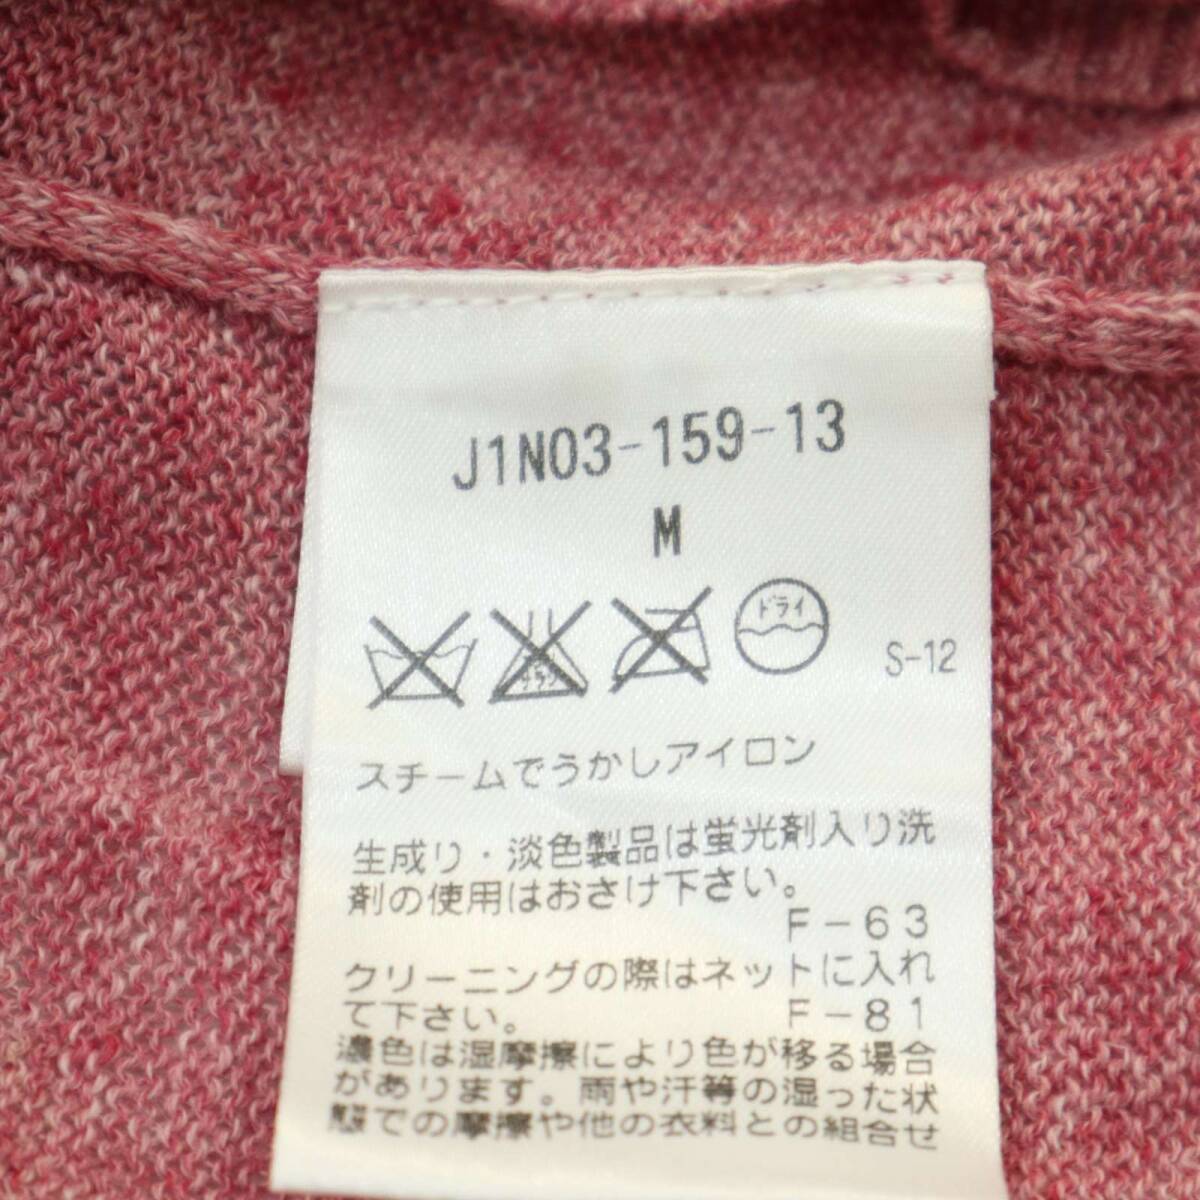 J1N03-159-13
M
ドライ
S-12
スチームでうかしアイロン
生成り・淡色製品は蛍光剤入り洗
剤の使用はおさけ下さい。
F-63
クリーニングの際はネットに入れ
て下さい。 F-81
濃色は湿摩擦により色が移る場合
があります。雨や汗等の湿った状
態での摩擦や他の衣料との組合せ